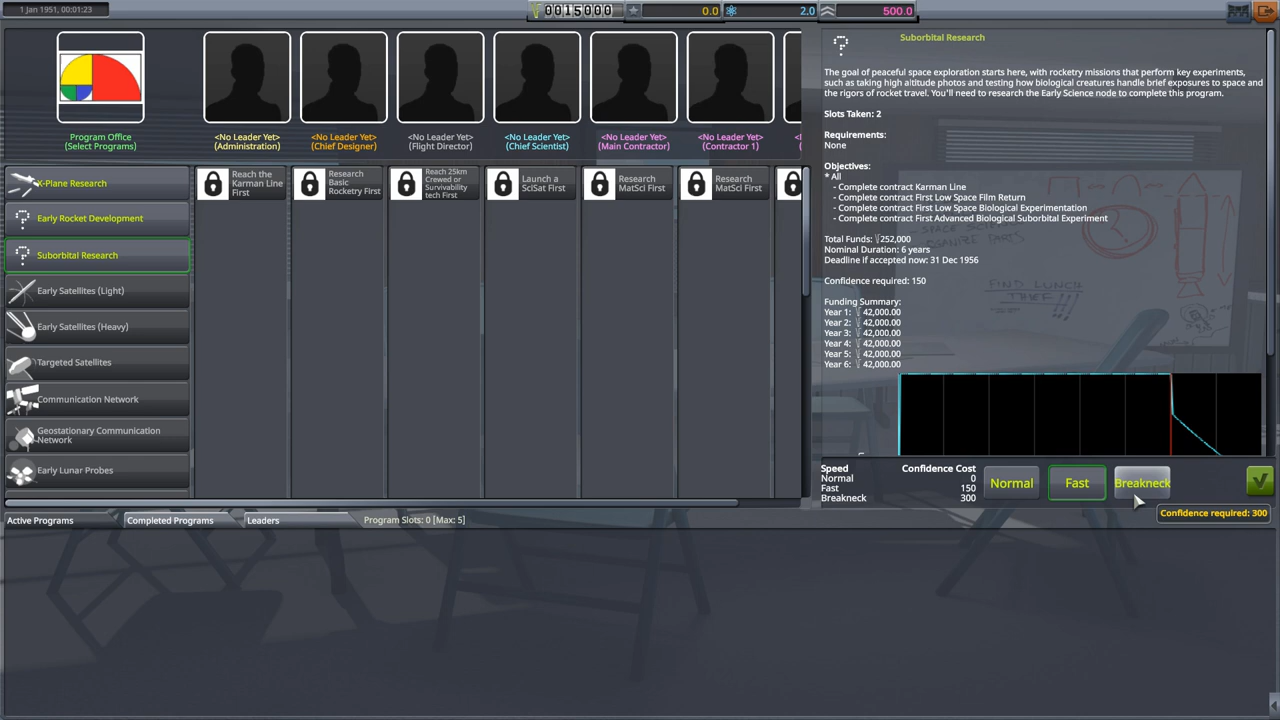 1 Jan 1951, 00:01:23
0015000
0.0
2.0
500.0
Program Office
(Select Programs)
<No Leader Yet>
(Administration)
<No Leader Yet>
(Chief Designer)
<No Leader Yet>
(Flight Director)
<No Leader Yet>
(Chief Scientist)
<No Leader Yet>
(Main Contractor)
<No Leader Yet>
(Contractor 1)
X-Plane Research
Early Rocket Development
Suborbital Research
Early Satellites (Light)
Early Satellites (Heavy)
Targeted Satellites
Communication Network
Geostationary Communication
Network
Early Lunar Probes
Reach the
Karman Line
First
Research
Basic
Rocketry First
Reach 25km
Crewed or
Survivability
tech First
Launch a
SciSat First
Research
MatSci First
Research
MatSci First
Suborbital Research
The goal of peaceful space exploration starts here, with rocketry missions that perform key experiments,
such as taking high altitude photos and testing how biological creatures handle brief exposures to space and
the rigors of rocket travel. You'll need to research the Early Science node to complete this program.
Slots Taken: 2
Requirements:
None
Objectives:
* All
- Complete contract Karman Line
- Complete contract First Low Space Film Return
- Complete contract First Low Space Biological Experimentation
- Complete contract First Advanced Biological Suborbital Experiment
Total Funds: 252,000
Nominal Duration: 6 years
Deadline if accepted now: 31 Dec 1956
Confidence required: 150
Funding Summary:
Year 1: 42,000.00
Year 2: 42,000.00
Year 3: 42,000.00
Year 4: 42,000.00
Year 5: 42,000.00
Year 6: 42,000.00
FIND LUNCH
THIEF!!!
Speed Confidence Cost
Normal 0
Fast 150
Breakneck 300
Normal
Fast
Breakneck
Confidence required: 300
Active Programs
Completed Programs
Leaders
Program Slots: 0 [Max: 5]